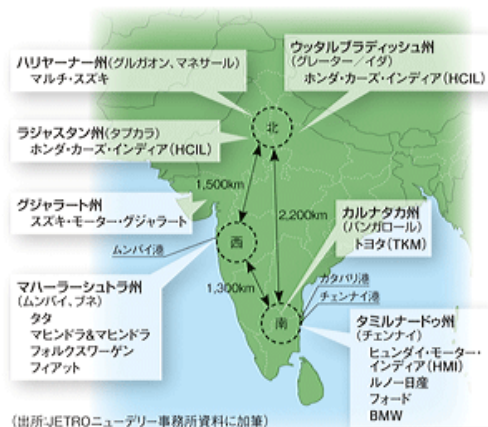 ハリヤーナー州(グルガオン、マネサール)
マルチ・スズキ
ウッタルプラディッシュ州
(グレーター／イダ)
ホンダ・カーズ・インディア(HCIL)
ラジャスタン州(タプカラ)
ホンダ・カーズ・インディア(HCIL)
北
1,500km
2,200km
グジャラート州
スズキ・モーター・グジャラート
カルナタカ州
(バンガロール)
トヨタ(TKM)
西
ムンバイ港
1,300km
カタパリ港
チェンナイ港
マハーラーシュトラ州
(ムンバイ、プネ)
タタ
マヒンドラ&マヒンドラ
フォルクスワーゲン
フィアット
南
タミルナードゥ州
(チェンナイ)
ヒュンダイ・モーター・
インディア(HMI)
ルノー日産
フォード
BMW
(出所:JETROニューデリー事務所資料に加筆)